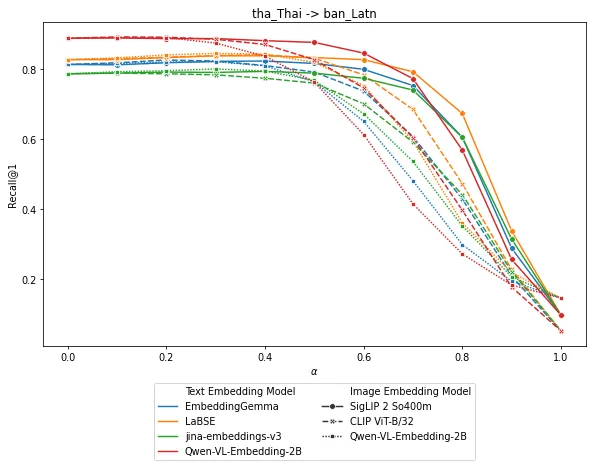 tha_Thai -> ban_Latn
Recall@1
0.8
0.6
0.4
0.2
0.0 0.2 0.4 0.6 0.8 1.0
α
Text Embedding Model Image Embedding Model
EmbeddingGemma SigLIP 2 So400m
LaBSE CLIP ViT-B/32
jina-embeddings-v3 Qwen-VL-Embedding-2B
Qwen-VL-Embedding-2B